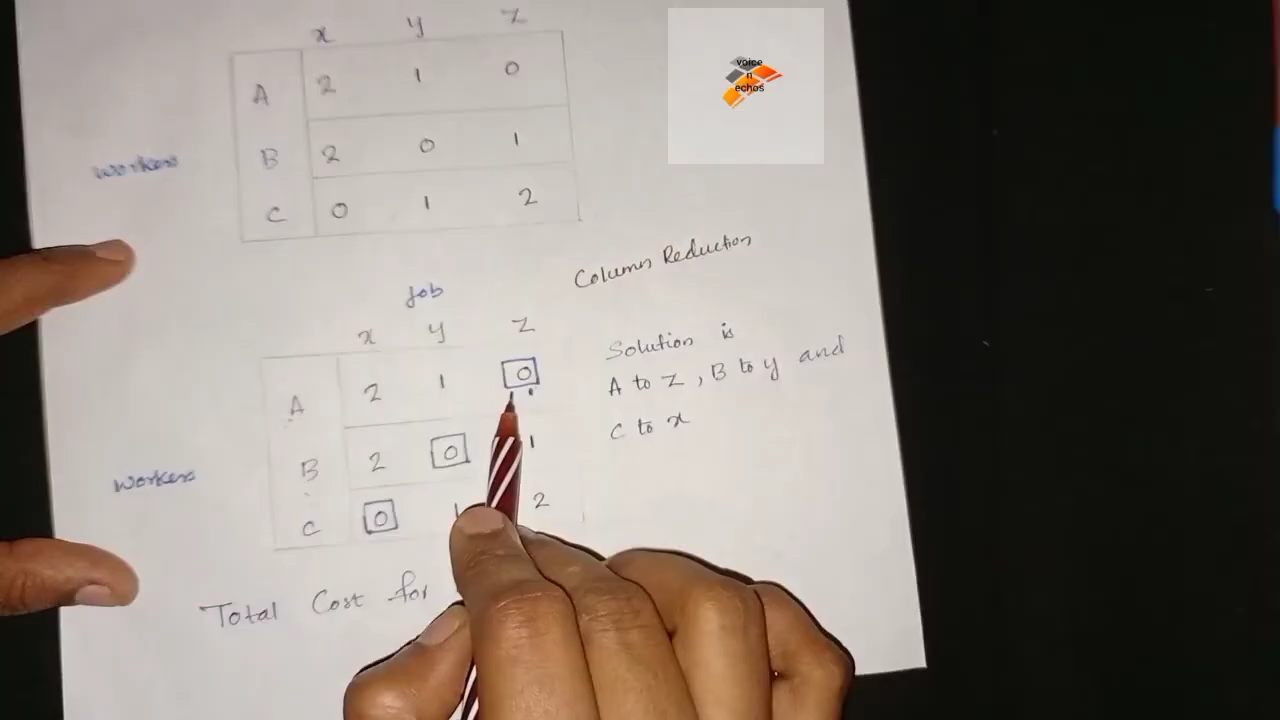 x y z
A 2 1 0
workers B 2 0 1
C 0 1 2
Column Reduction
Job
x y z
A 2 1 0
workers B 2 0 1
C 0 1 2
Solution is
A to z, B to y and
C to x
Total Cost for
voice
n
echos